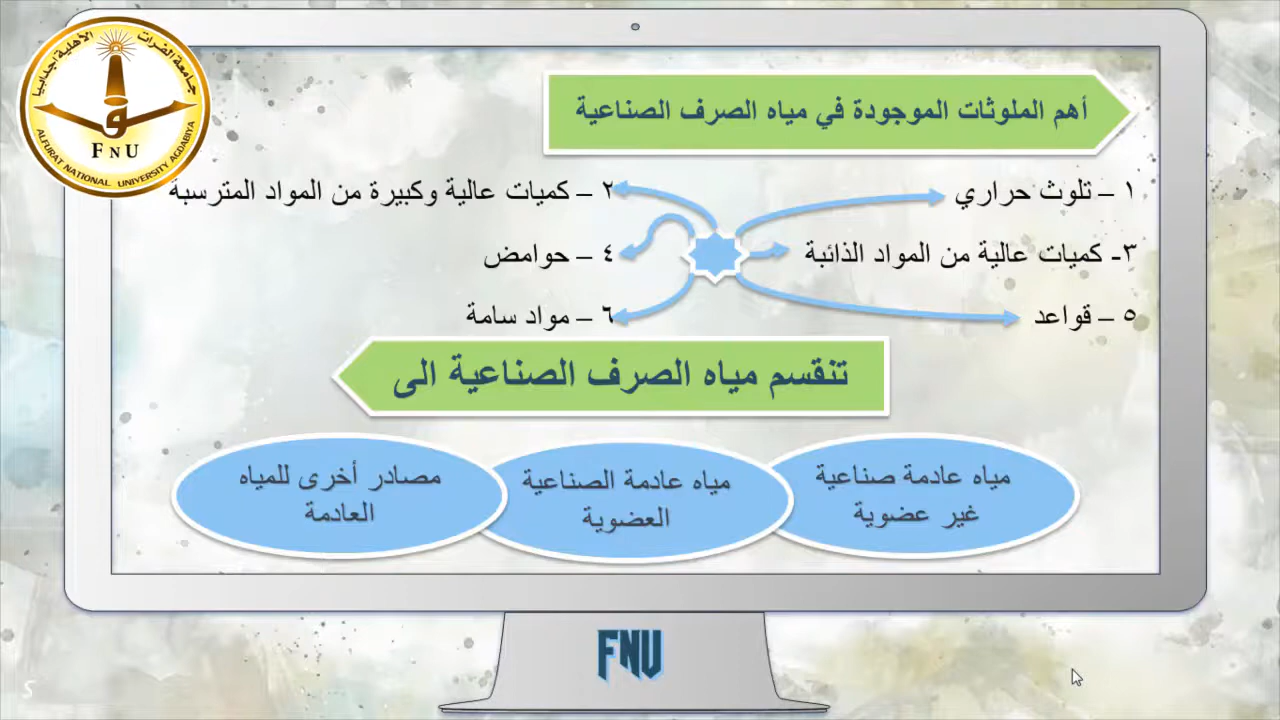 جامعة الفرات الأهلية اجدابيا
FNU
ALFURAT NATIONAL UNIVERSITY AGDABIYA
أهم الملوثات الموجودة في مياه الصرف الصناعية
١ – تلوث حراري
٢ – كميات عالية وكبيرة من المواد المترسبة
٣- كميات عالية من المواد الذائبة
٤ – حوامض
٥ – قواعد
٦ – مواد سامة
تنقسم مياه الصرف الصناعية الى
مياه عادمة صناعية
غير عضوية
مياه عادمة الصناعية
العضوية
مصادر أخرى للمياه
العادمة
FNU